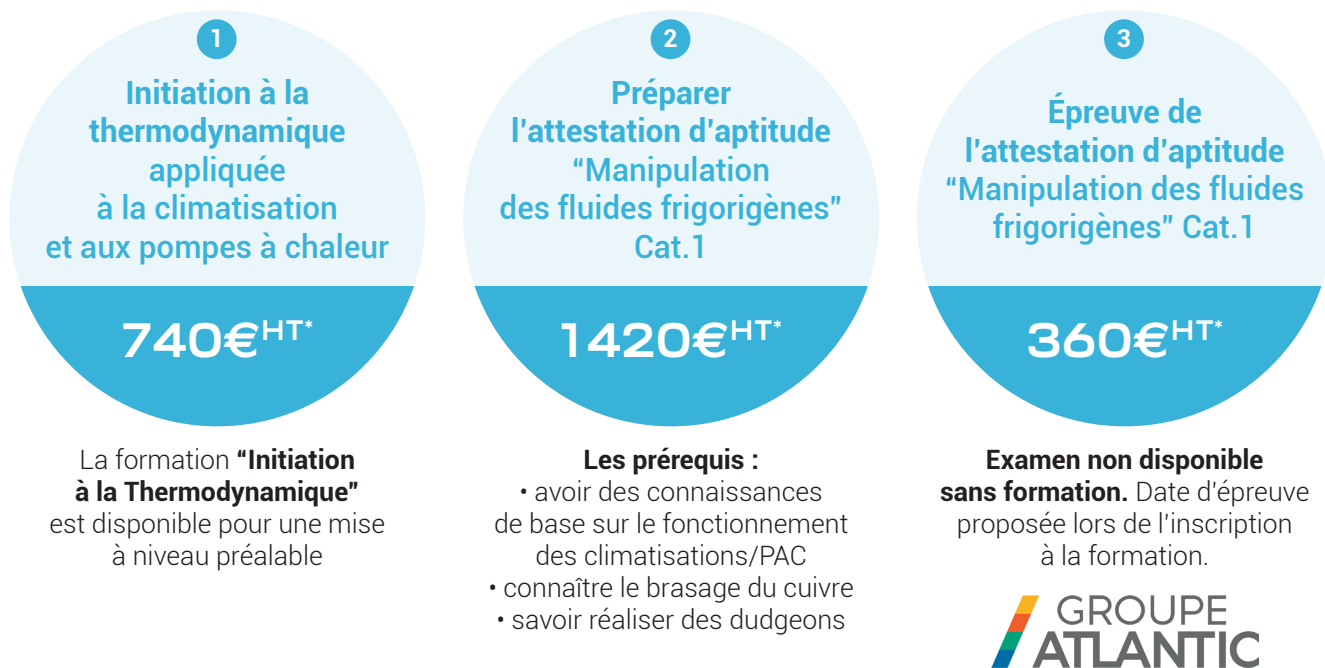 1
Initiation à la
thermodynamique
appliquée
à la climatisation
et aux pompes à chaleur
740€HT*
La formation “Initiation
à la Thermodynamique”
est disponible pour une mise
à niveau préalable
2
Préparer
l’attestation d’aptitude
“Manipulation
des fluides frigorigènes”
Cat.1
1420€HT*
Les prérequis :
• avoir des connaissances
de base sur le fonctionnement
des climatisations/PAC
• connaître le brasage du cuivre
• savoir réaliser des dudgeons
3
Épreuve de
l’attestation d’aptitude
“Manipulation des fluides
frigorigènes” Cat.1
360€HT*
Examen non disponible
sans formation. Date d’épreuve
proposée lors de l’inscription
à la formation.
GROUPE
ATLANTIC